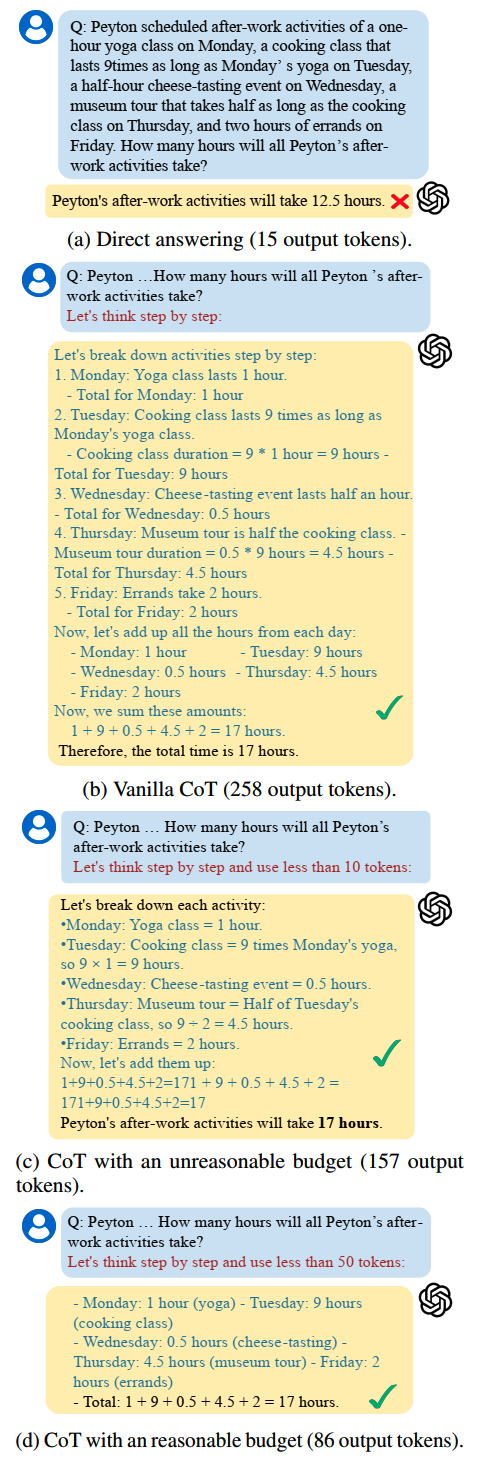 Q: Peyton scheduled after-work activities of a one-
hour yoga class on Monday, a cooking class that
lasts 9times as long as Monday’ s yoga on Tuesday,
a half-hour cheese-tasting event on Wednesday, a
museum tour that takes half as long as the cooking
class on Thursday, and two hours of errands on
Friday. How many hours will all Peyton’s after-
work activities take?
Peyton's after-work activities will take 12.5 hours.
(a) Direct answering (15 output tokens).
Q: Peyton …How many hours will all Peyton ’s after-
work activities take?
Let's think step by step:
Let's break down activities step by step:
1. Monday: Yoga class lasts 1 hour.
- Total for Monday: 1 hour
2. Tuesday: Cooking class lasts 9 times as long as
Monday's yoga class.
- Cooking class duration = 9 * 1 hour = 9 hours -
Total for Tuesday: 9 hours
3. Wednesday: Cheese-tasting event lasts half an hour.
- Total for Wednesday: 0.5 hours
4. Thursday: Museum tour is half the cooking class. -
Museum tour duration = 0.5 * 9 hours = 4.5 hours -
Total for Thursday: 4.5 hours
5. Friday: Errands take 2 hours.
- Total for Friday: 2 hours
Now, let's add up all the hours from each day:
- Monday: 1 hour - Tuesday: 9 hours
- Wednesday: 0.5 hours - Thursday: 4.5 hours
- Friday: 2 hours
Now, we sum these amounts:
1 + 9 + 0.5 + 4.5 + 2 = 17 hours.
Therefore, the total time is 17 hours.
(b) Vanilla CoT (258 output tokens).
Q: Peyton … How many hours will all Peyton’s
after-work activities take?
Let's think step by step and use less than 10 tokens:
Let's break down each activity:
•Monday: Yoga class = 1 hour.
•Tuesday: Cooking class = 9 times Monday's yoga,
so 9 × 1 = 9 hours.
•Wednesday: Cheese-tasting event = 0.5 hours.
•Thursday: Museum tour = Half of Tuesday's
cooking class, so 9 ÷ 2 = 4.5 hours.
•Friday: Errands = 2 hours.
Now, let's add them up:
1+9+0.5+4.5+2=171 + 9 + 0.5 + 4.5 + 2 =
171+9+0.5+4.5+2=17
Peyton's after-work activities will take 17 hours.
(c) CoT with an unreasonable budget (157 output
tokens).
Q: Peyton … How many hours will all Peyton’s after-
work activities take?
Let's think step by step and use less than 50 tokens:
- Monday: 1 hour (yoga) - Tuesday: 9 hours
(cooking class)
- Wednesday: 0.5 hours (cheese-tasting) -
Thursday: 4.5 hours (museum tour) - Friday: 2
hours (errands)
- Total: 1 + 9 + 0.5 + 4.5 + 2 = 17 hours.
(d) CoT with an reasonable budget (86 output tokens).